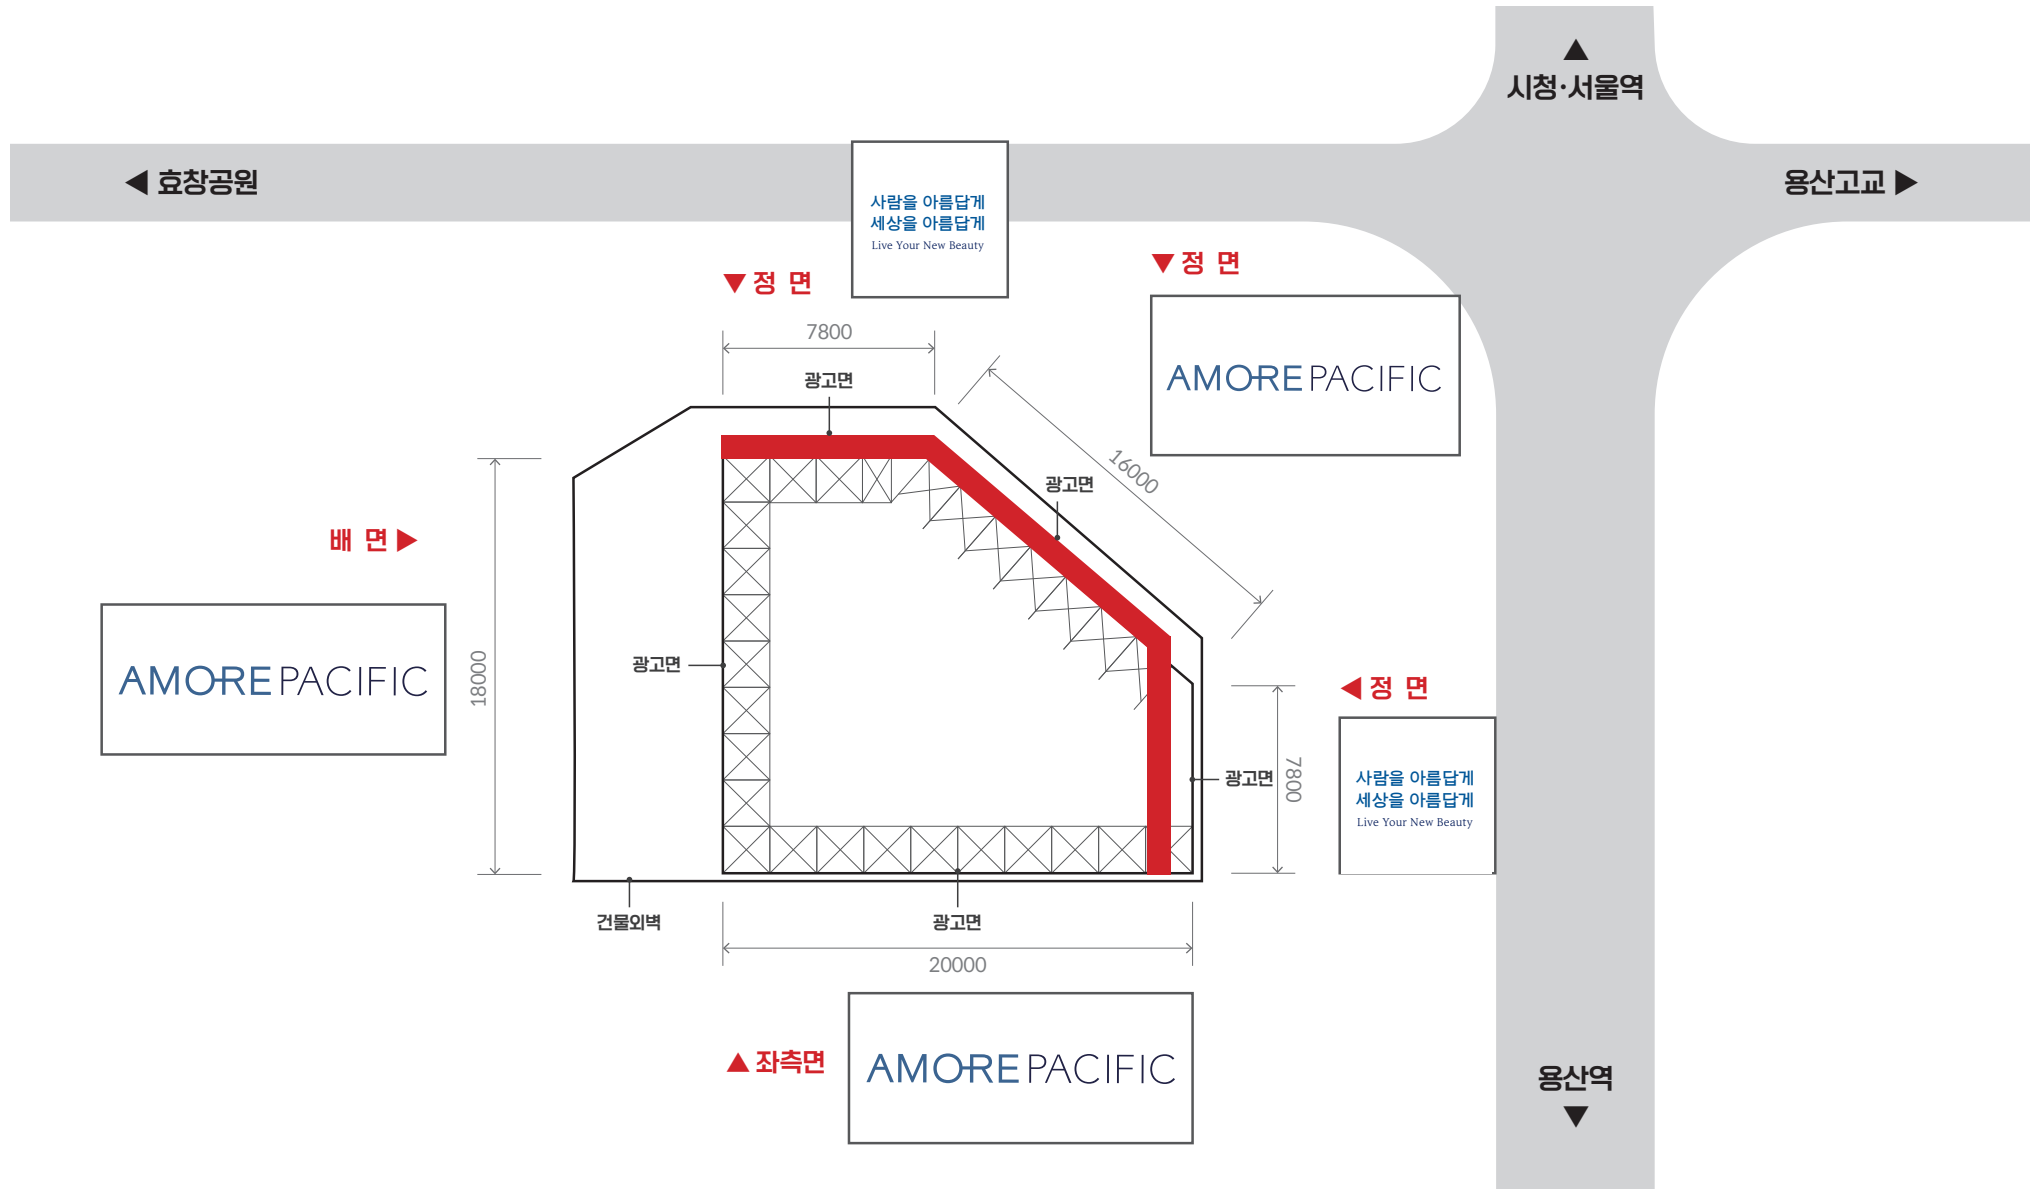 ▲
시청·서울역
◀ 효창공원
용산고교 ▶
사람을 아름답게
세상을 아름답게
Live Your New Beauty
▼ 정 면
▼ 정 면
AMOREPACIFIC
7800
광고면
16000
광고면
배 면 ▶
AMOREPACIFIC
18000
광고면
◀ 정 면
사람을 아름답게
세상을 아름답게
Live Your New Beauty
광고면
7800
건물외벽
광고면
20000
▲ 좌측면
AMOREPACIFIC
용산역
▼